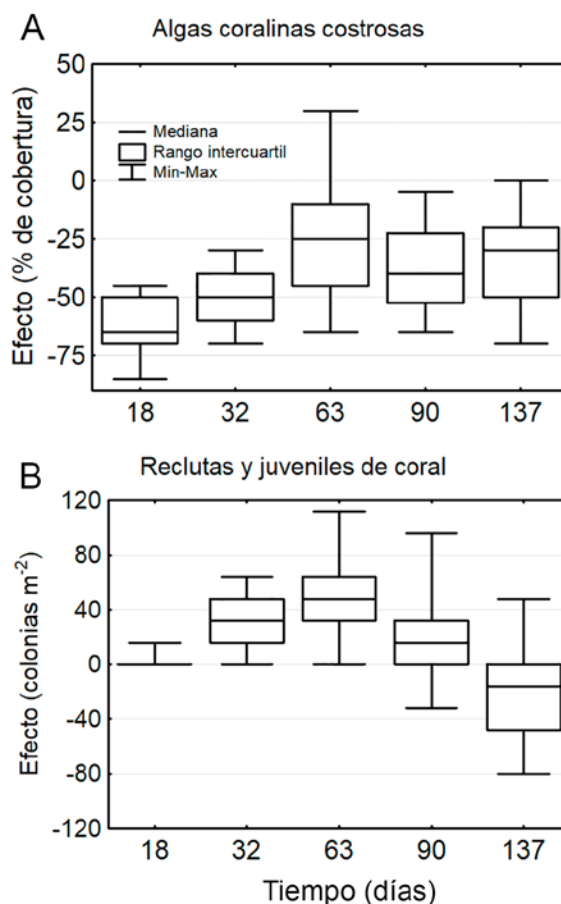 A
Algas coralinas costrosas
Efecto (% de cobertura)
50
25
0
-25
-50
-75
Mediana
Rango intercuartil
Min-Max
18 32 63 90 137
B
Reclutas y juveniles de coral
Efecto (colonias m-2)
120
80
40
0
-40
-80
-120
18 32 63 90 137
Tiempo (días)